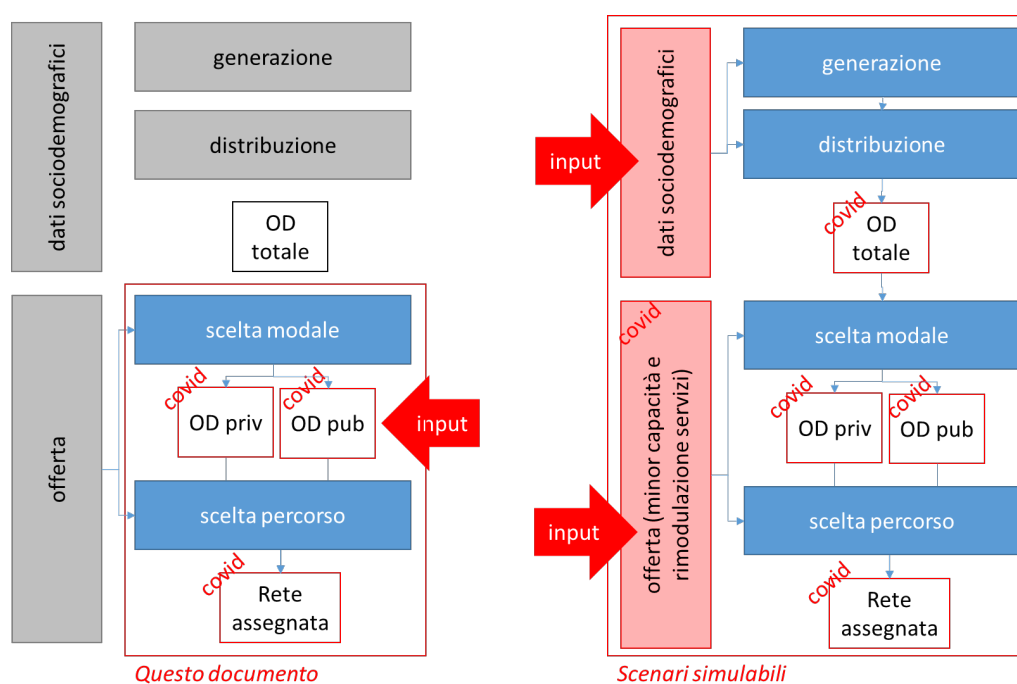 dati sociodemografici
generazione
distribuzione
OD
totale
offerta
scelta modale
covid
covid
OD priv
OD pub
input
scelta percorso
covid
Rete
assegnata
Questo documento
input
dati sociodemografici
generazione
distribuzione
covid
OD
totale
input
covid
offerta (minor capacità e
rimodulazione servizi)
scelta modale
covid
covid
OD priv
OD pub
scelta percorso
covid
Rete
assegnata
Scenari simulabili